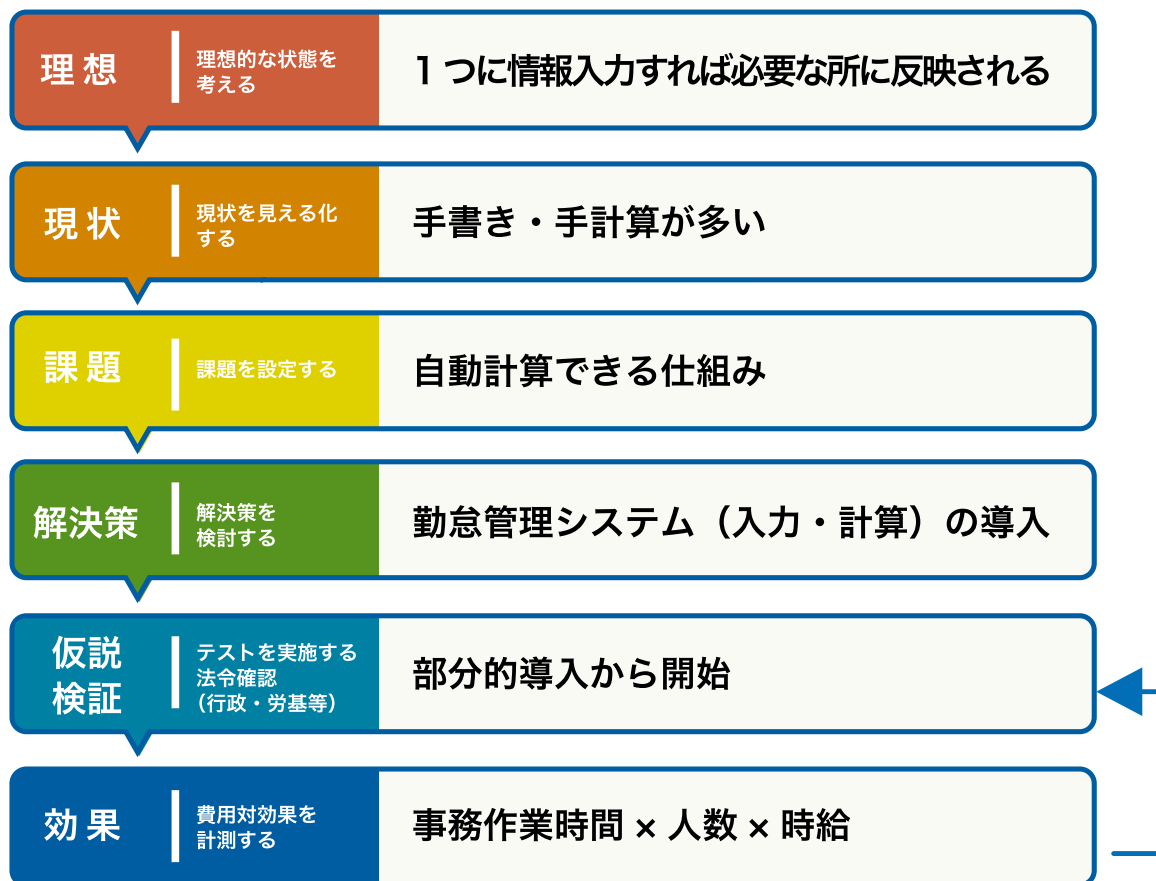 理想
理想的な状態を
考える
1つに情報入力すれば必要な所に反映される
現状
現状を見える化
する
手書き・手計算が多い
課題
課題を設定する
自動計算できる仕組み
解決策
解決策を
検討する
勤怠管理システム（入力・計算）の導入
仮説
検証
テストを実施する
法令確認
（行政・労基等）
部分的導入から開始
効果
費用対効果を
計測する
事務作業時間 × 人数 × 時給